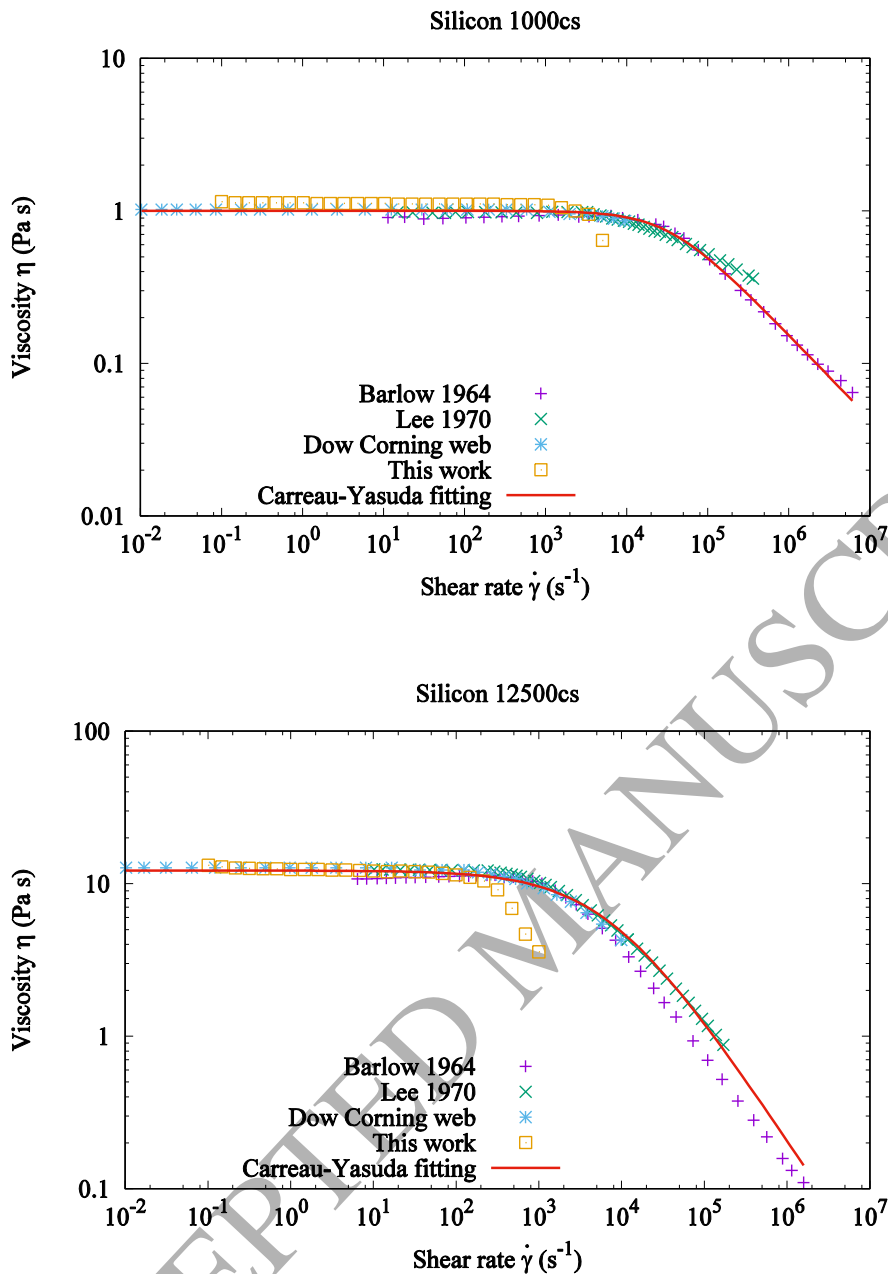 Silicon 1000cs
10
1
0.1
0.01
Viscosity η (Pa s)
Barlow 1964
Lee 1970
Dow Corning web
This work
Carreau-Yasuda fitting
10⁻² 10⁻¹ 10⁰ 10¹ 10² 10³ 10⁴ 10⁵ 10⁶ 10⁷
Shear rate γ̇ (s⁻¹)
Silicon 12500cs
100
10
1
0.1
Viscosity η (Pa s)
Barlow 1964
Lee 1970
Dow Corning web
This work
Carreau-Yasuda fitting
10⁻² 10⁻¹ 10⁰ 10¹ 10² 10³ 10⁴ 10⁵ 10⁶ 10⁷
Shear rate γ̇ (s⁻¹)
EPTED MANUSCR